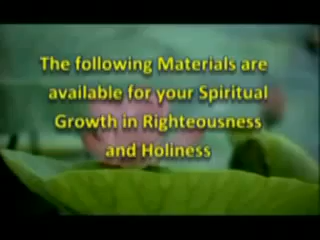 The following Materials are
available for your Spiritual
Growth in Righteousness
and Holiness